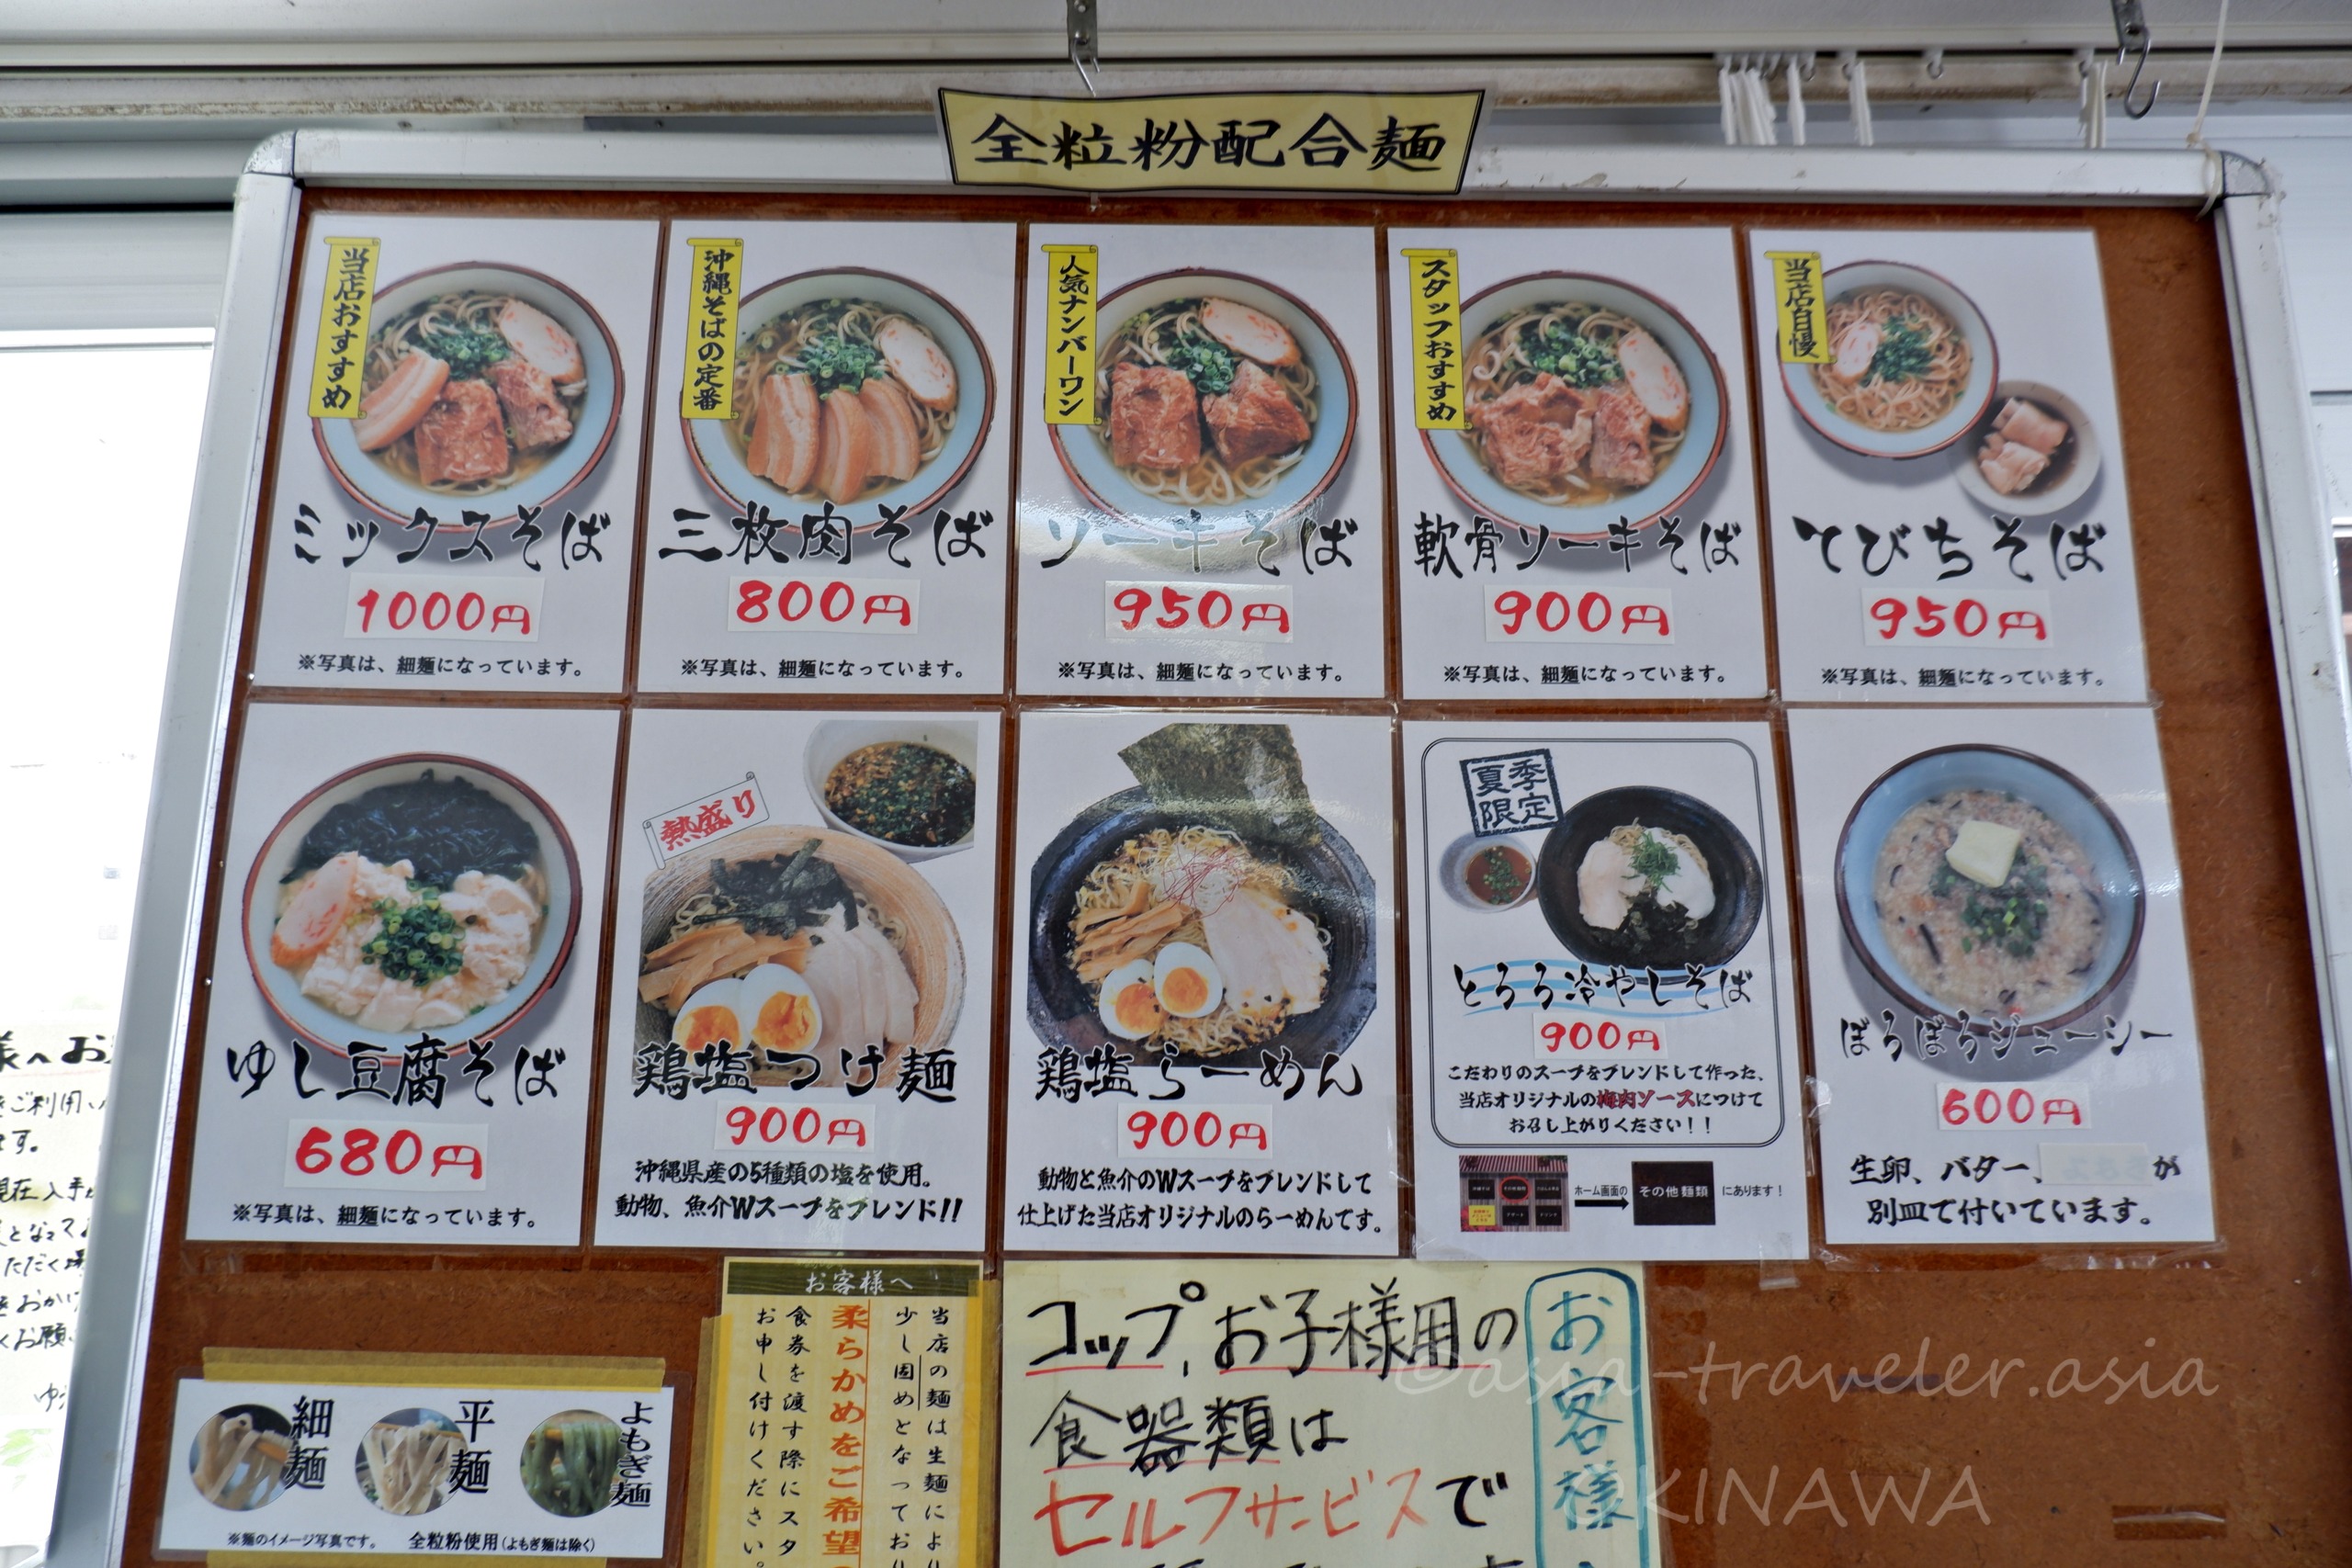 全粒粉配合麺
当店おすすめ
ミックスそば
1000円
※写真は、細麺になっています。
沖縄そばの定番
三枚肉そば
800円
※写真は、細麺になっています。
人気ナンバーワン
ソーキそば
950円
※写真は、細麺になっています。
スタッフおすすめ
軟骨ソーキそば
900円
※写真は、細麺になっています。
当店自慢
てびちそば
950円
※写真は、細麺になっています。
ゆし豆腐そば
680円
※写真は、細麺になっています。
熱盛り
鶏塩つけ麺
900円
沖縄県産の5種類の塩を使用。
動物、魚介Wスープをブレンド!!
鶏塩らーめん
900円
動物と魚介のWスープをブレンドして
仕上げた当店オリジナルのらーめんです。
夏季
限定
とろろ冷やしそば
900円
こだわりのスープをブレンドして作った、
当店オリジナルの梅肉ソースにつけて
お召し上がりください！！
ホーム画面の
その他麺類
にあります！
ぼろぼろジューシー
600円
生卵、バター、
が
別皿で付いています。
細麺
平麺
よもぎ麺
※麺のイメージ写真です。
全粒粉使用(よもぎ麺は除く)
お客様へ
当店の麺は生麺により
少し固めとなっており
柔らかめをご希望の
食券を渡す際にスタ
お申し付けください。
コップ、お子様用の
食器類は
セルフサービスで
お客様
©asia-traveler.asia
OKINAWA